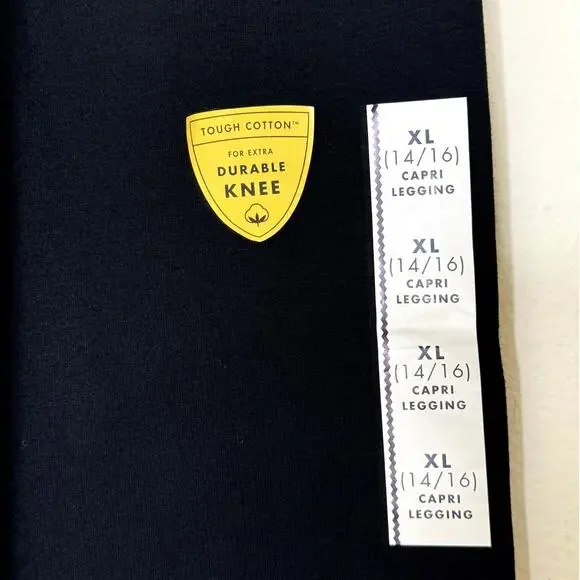 TOUGH COTTON™
FOR EXTRA
DURABLE
KNEE
XL
(14/16)
CAPRI
LEGGING
XL
(14/16)
CAPRI
LEGGING
XL
(14/16)
CAPRI
LEGGING
XL
(14/16)
CAPRI
LEGGING